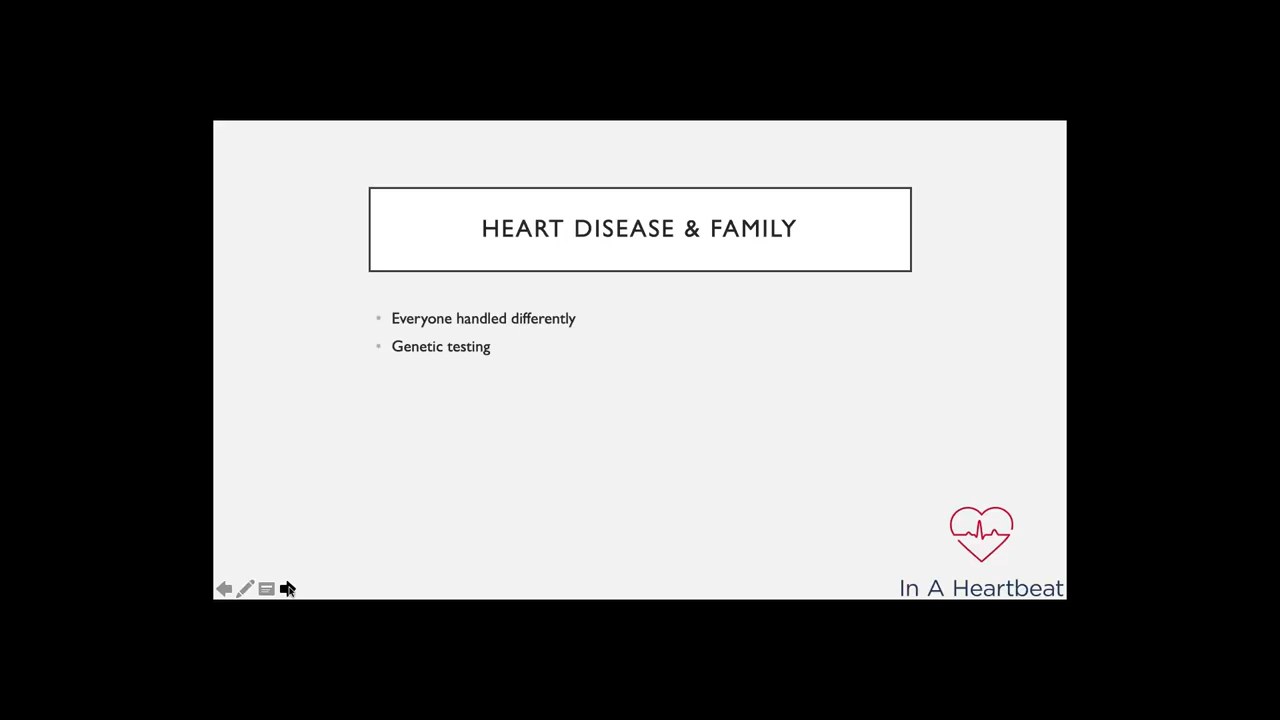 HEART DISEASE & FAMILY
Everyone handled differently
Genetic testing
In A Heartbeat